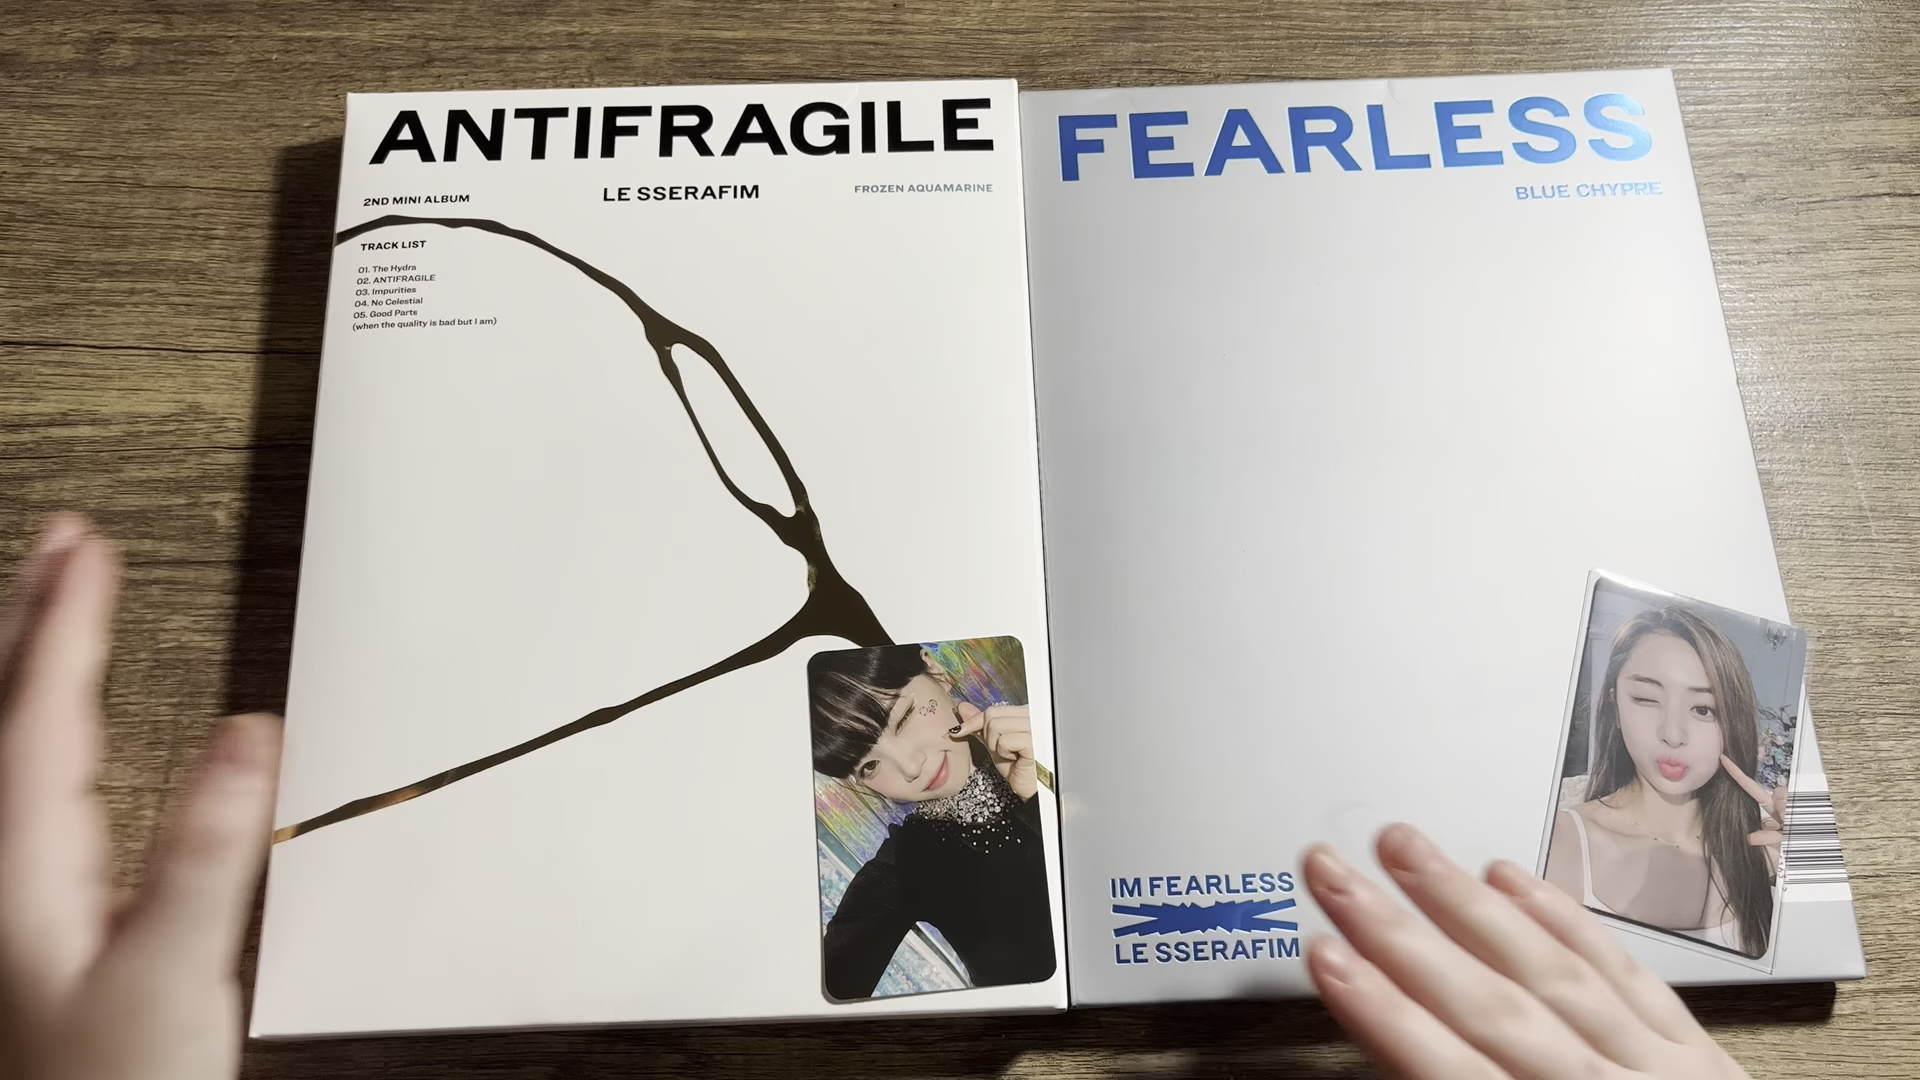 ANTIFRAGILE
2ND MINI ALBUM
LE SSERAFIM
FROZEN AQUAMARINE
TRACK LIST
01. The Hydra
02. ANTIFRAGILE
03. Impurities
04. No Celestial
05. Good Parts
(when the quality is bad but I am)
FEARLESS
BLUE CHYPRE
IM FEARLESS
LE SSERAFIM